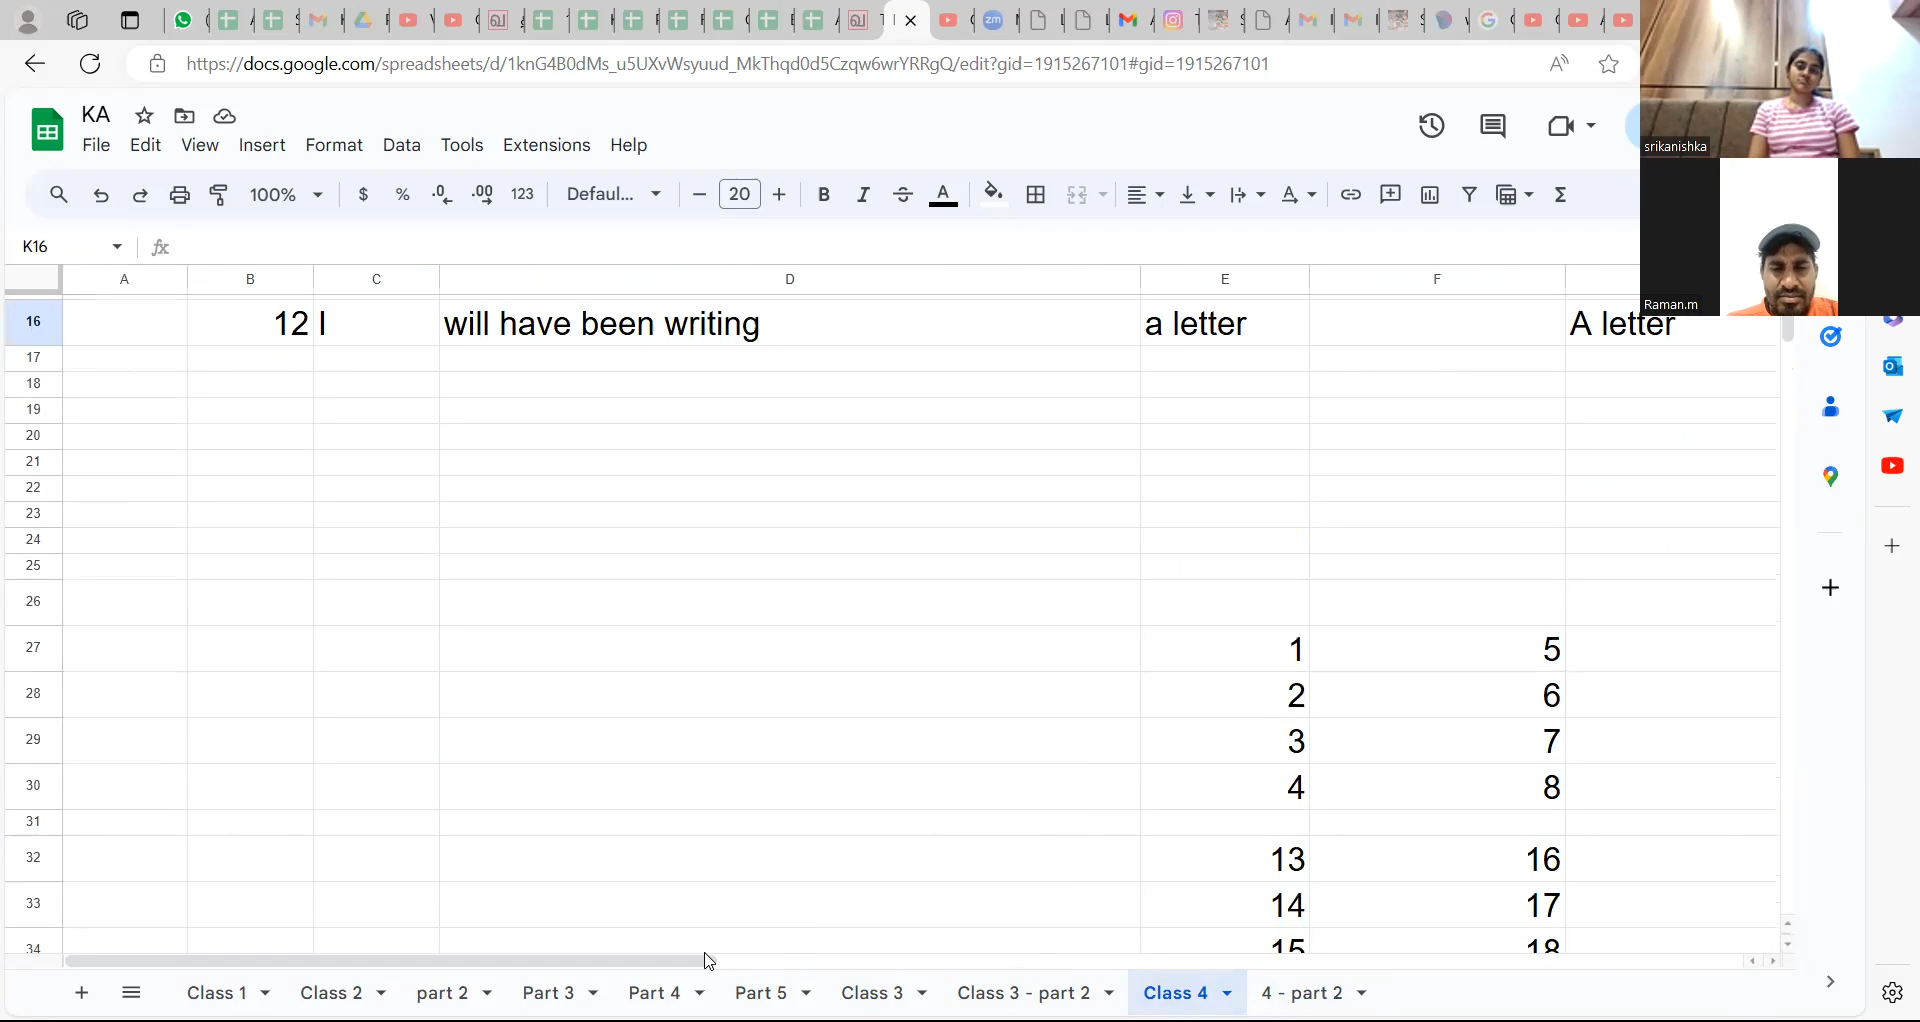 https://docs.google.com/spreadsheets/d/1knG4B0dMs_u5UXvWsyuud_MkThqd0d5Czqw6wrYRRgQ/edit?gid=1915267101#gid=1915267101
KA
File Edit View Insert Format Data Tools Extensions Help
srikanishka
100% $ % .0 .00 123 Defaul... 20 B I A
K16 fx
A B C D E F
Raman.m
16 12 I will have been writing a letter A letter
17
18
19
20
21
22
23
24
25
26
27 1 5
28 2 6
29 3 7
30 4 8
31
32 13 16
33 14 17
34 15 18
Class 1 Class 2 part 2 Part 3 Part 4 Part 5 Class 3 Class 3 - part 2 Class 4 4 - part 2